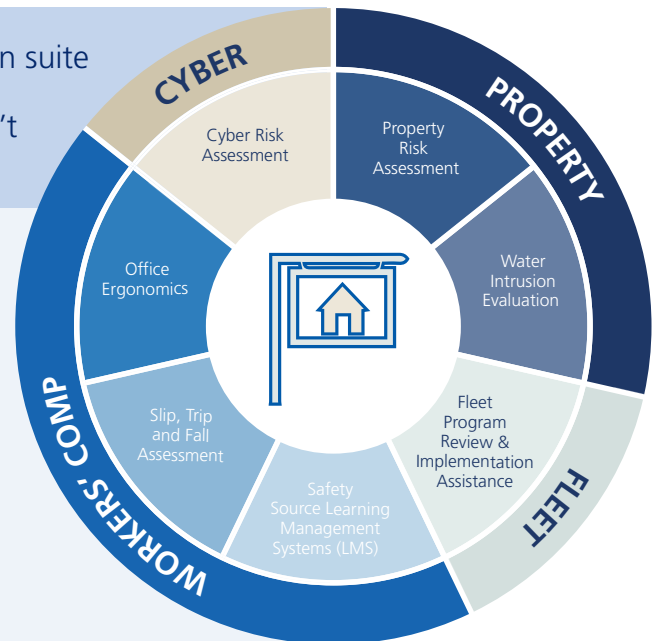 n suite
't
CYBER
PROPERTY
Cyber Risk
Assessment
Property
Risk
Assessment
Water
Intrusion
Evaluation
Office
Ergonomics
Fleet
Program
Review &
Implementation
Assistance
FLEET
Slip, Trip
and Fall
Assessment
Safety
Source Learning
Management
Systems (LMS)
WORKERS' COMP